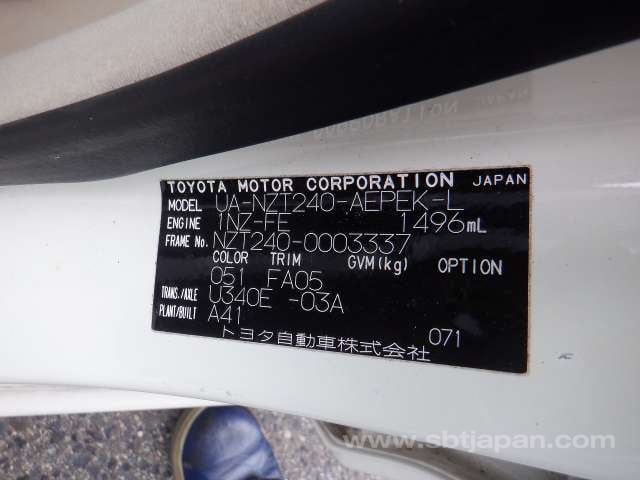 TOYOTA MOTOR CORPORATION JAPAN
MODEL UA-NZT240-AEPEK-L
ENGINE 1NZ-FE 1496mL
FRAME No. NZT240-0003337
COLOR TRIM GVM(kg) OPTION
051 FA05
TRANS./AXLE U340E -03A
PLANT/BUILT A41
トヨタ自動車株式会社 071
www.sbtjapan.com